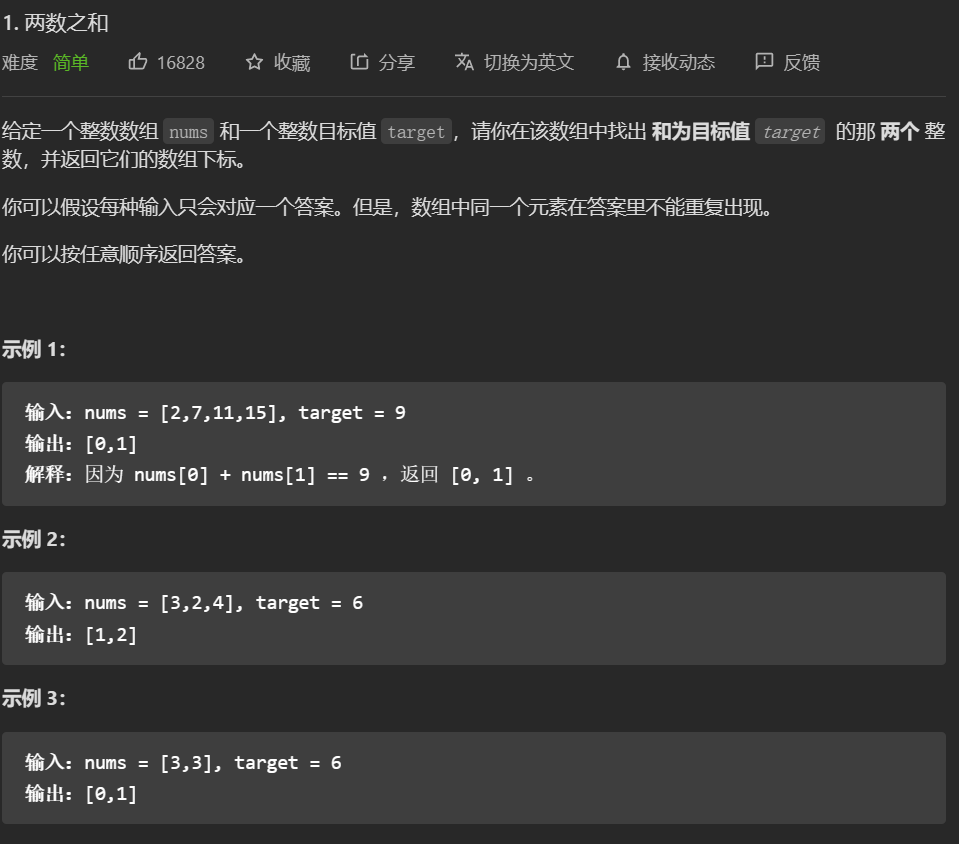 1. 两数之和
难度 简单 16828 收藏 分享 切换为英文 接收动态 反馈
给定一个整数数组 nums 和一个整数目标值 target，请你在该数组中找出 和为目标值 target 的那 两个 整
数，并返回它们的数组下标。
你可以假设每种输入只会对应一个答案。但是，数组中同一个元素在答案里不能重复出现。
你可以按任意顺序返回答案。
示例 1：
输入：nums = [2,7,11,15], target = 9
输出：[0,1]
解释：因为 nums[0] + nums[1] == 9 ，返回 [0, 1] 。
示例 2：
输入：nums = [3,2,4], target = 6
输出：[1,2]
示例 3：
输入：nums = [3,3], target = 6
输出：[0,1]